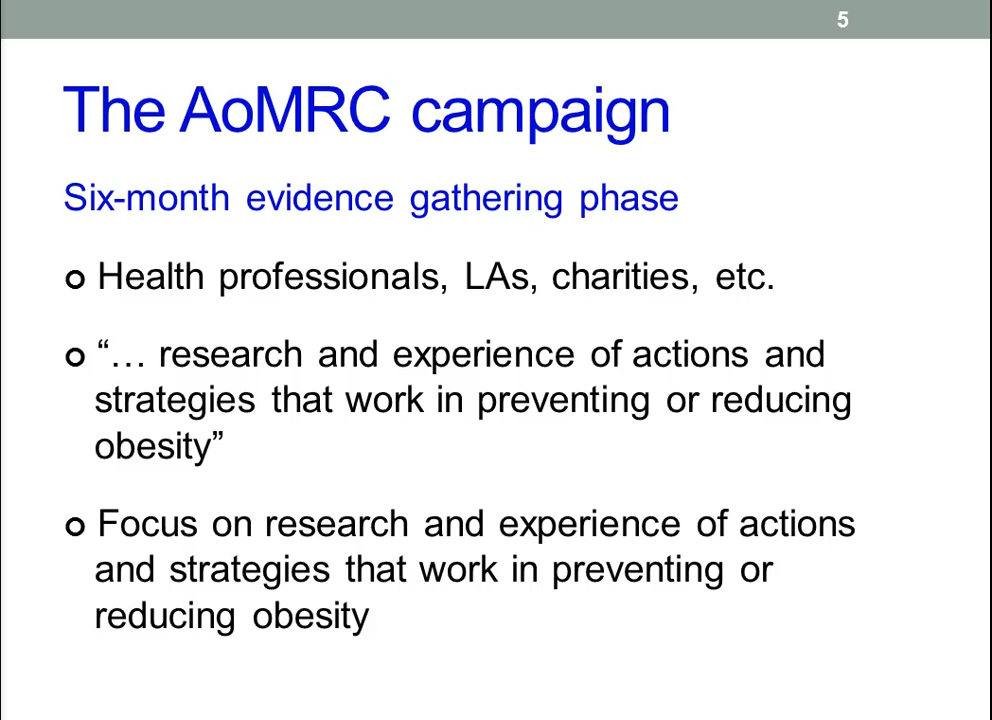 5
The AoMRC campaign
Six-month evidence gathering phase
Health professionals, LAs, charities, etc.
“… research and experience of actions and
strategies that work in preventing or reducing
obesity”
Focus on research and experience of actions
and strategies that work in preventing or
reducing obesity